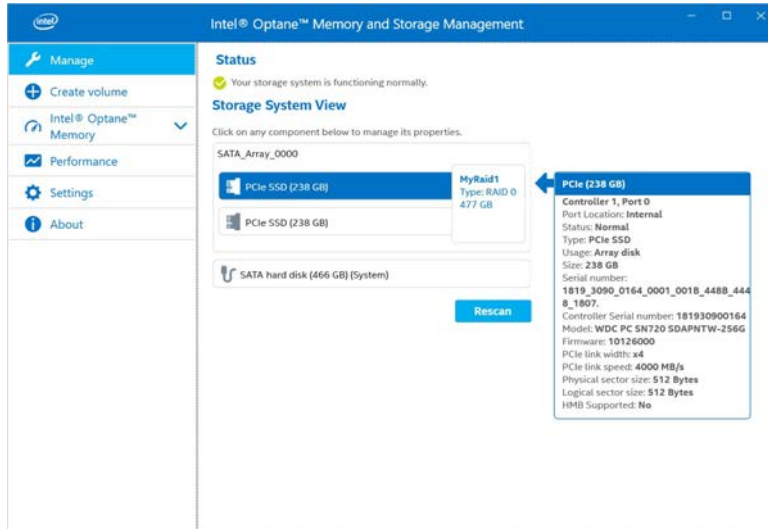 intel
Intel® Optane™ Memory and Storage Management
Manage
Create volume
Intel® Optane™
Memory
Performance
Settings
About
Status
Your storage system is functioning normally.
Storage System View
Click on any component below to manage its properties.
SATA_Array_0000
PCIe SSD (238 GB)
PCIe SSD (238 GB)
MyRaid1
Type: RAID 0
477 GB
SATA hard disk (466 GB) (System)
Rescan
PCIe (238 GB)
Controller 1, Port 0
Port Location: Internal
Status: Normal
Type: PCIe SSD
Usage: Array disk
Size: 238 GB
Serial number:
1819_3090_0164_0001_001B_448B_444
8_1807.
Controller Serial number: 181930900164
Model: WDC PC SN720 SDAPNTW-256G
Firmware: 10126000
PCIe link width: x4
PCIe link speed: 4000 MB/s
Physical sector size: 512 Bytes
Logical sector size: 512 Bytes
HMB Supported: No